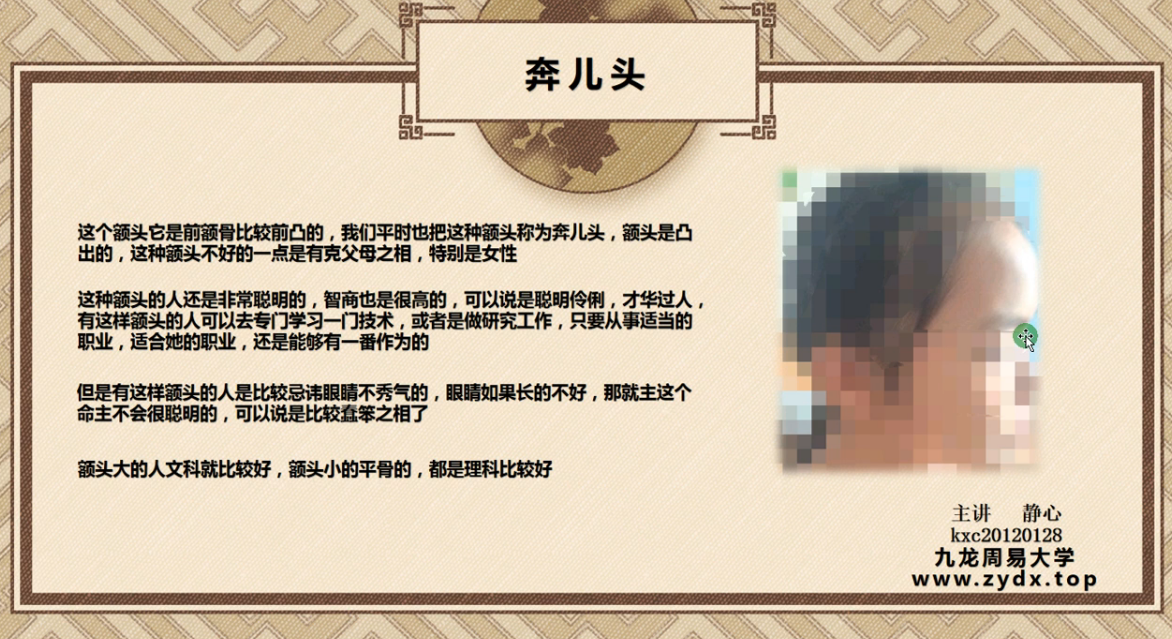 奔儿头
这个额头它是前额骨比较前凸的，我们平时也把这种额头称为奔儿头，额头是凸
出的，这种额头不好的一点是有克父母之相，特别是女性
这种额头的人还是非常聪明的，智商也是很高的，可以说是聪明伶俐，才华过人，
有这样额头的人可以去专门学习一门技术，或者是做研究工作，只要从事适当的
职业，适合她的职业，还是能够有一番作为的
但是有这样额头的人是比较忌讳眼睛不秀气的，眼睛如果长的不好，那就主这个
命主不会很聪明的，可以说是比较蠢笨之相了
额头大的人文科就比较好，额头小的平骨的，都是理科比较好
主讲 静心
kxc20120128
九龙周易大学
www.zydx.top